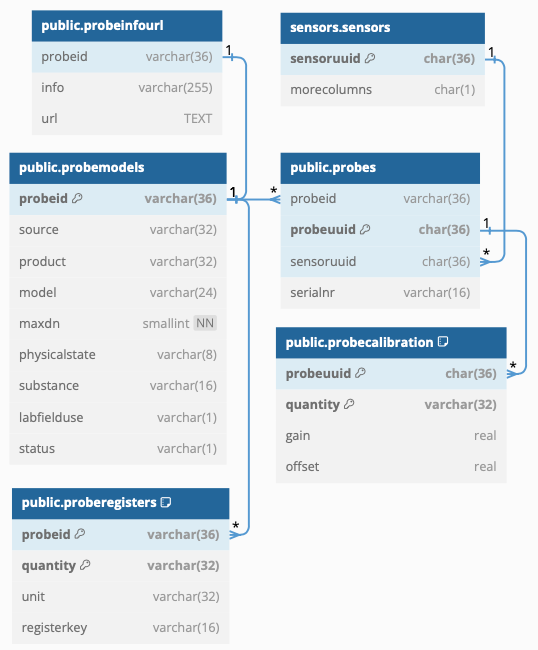 public.probeinfourl
probeid varchar(36)
info varchar(255)
url TEXT
sensors.sensors
sensoruuid char(36)
morecolumns char(1)
public.probemodels
probeid varchar(36)
source varchar(32)
product varchar(32)
model varchar(24)
maxdn smallint NN
physicalstate varchar(8)
substance varchar(16)
labfielduse varchar(1)
status varchar(1)
public.probes
probeid varchar(36)
probeuuid char(36)
sensoruuid char(36)
serialnr varchar(16)
public.probecalibration
probeuuid char(36)
quantity varchar(32)
gain real
offset real
public.proberegisters
probeid varchar(36)
quantity varchar(32)
unit varchar(32)
registerkey varchar(16)
1
1
1
*
1
*
*
*